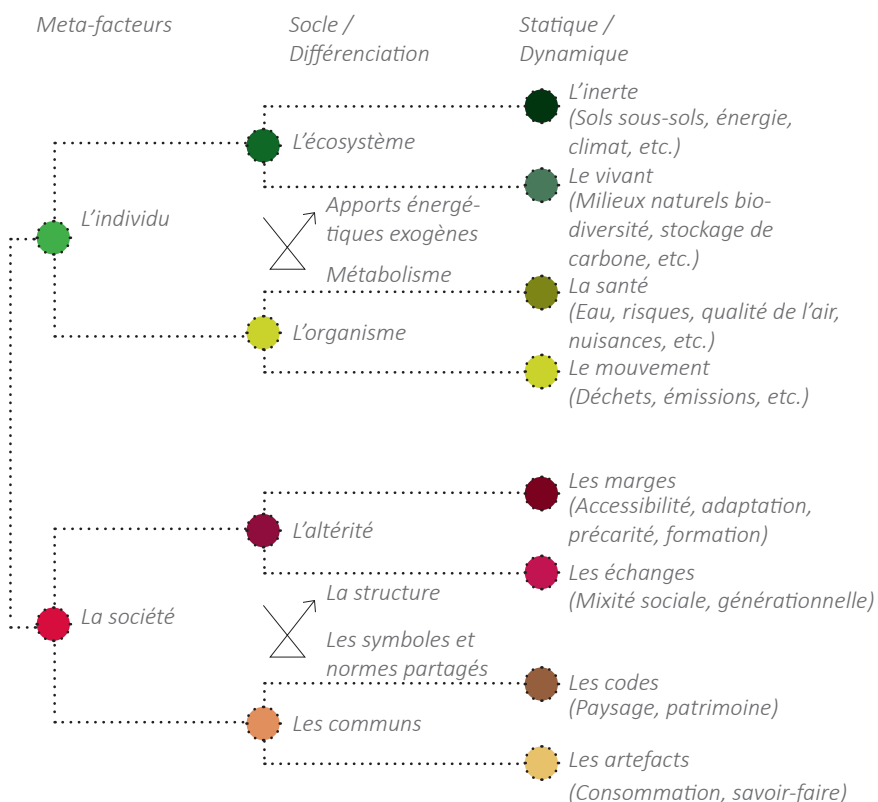 Meta-facteurs
Socle /
Différenciation
Statique /
Dynamique
L'individu
L'écosystème
L'inerte
(Sols sous-sols, énergie,
climat, etc.)
Le vivant
(Milieux naturels bio-
diversité, stockage de
carbone, etc.)
Apports énergé-
tiques exogènes
Métabolisme
L'organisme
La santé
(Eau, risques, qualité de l'air,
nuisances, etc.)
Le mouvement
(Déchets, émissions, etc.)
La société
L'altérité
Les marges
(Accessibilité, adaptation,
précarité, formation)
Les échanges
(Mixité sociale, générationnelle)
La structure
Les symboles et
normes partagés
Les communs
Les codes
(Paysage, patrimoine)
Les artefacts
(Consommation, savoir-faire)